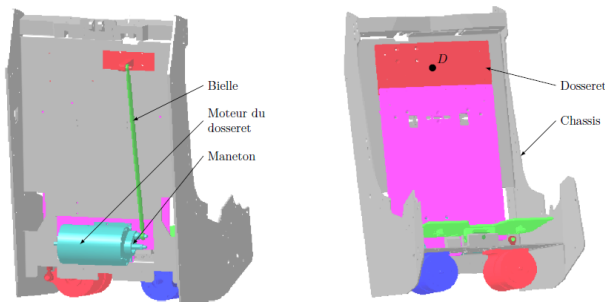 Bielle
Moteur du
dosseret
Maneton
D
Dosseret
Chassis